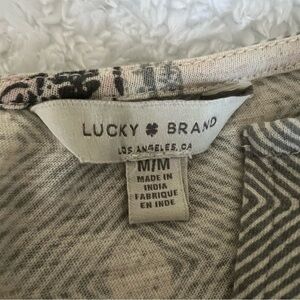 LUCKY BRAND
LOS ANGELES, CA
M/M
MADE IN
INDIA
FABRIQUE
EN INDE